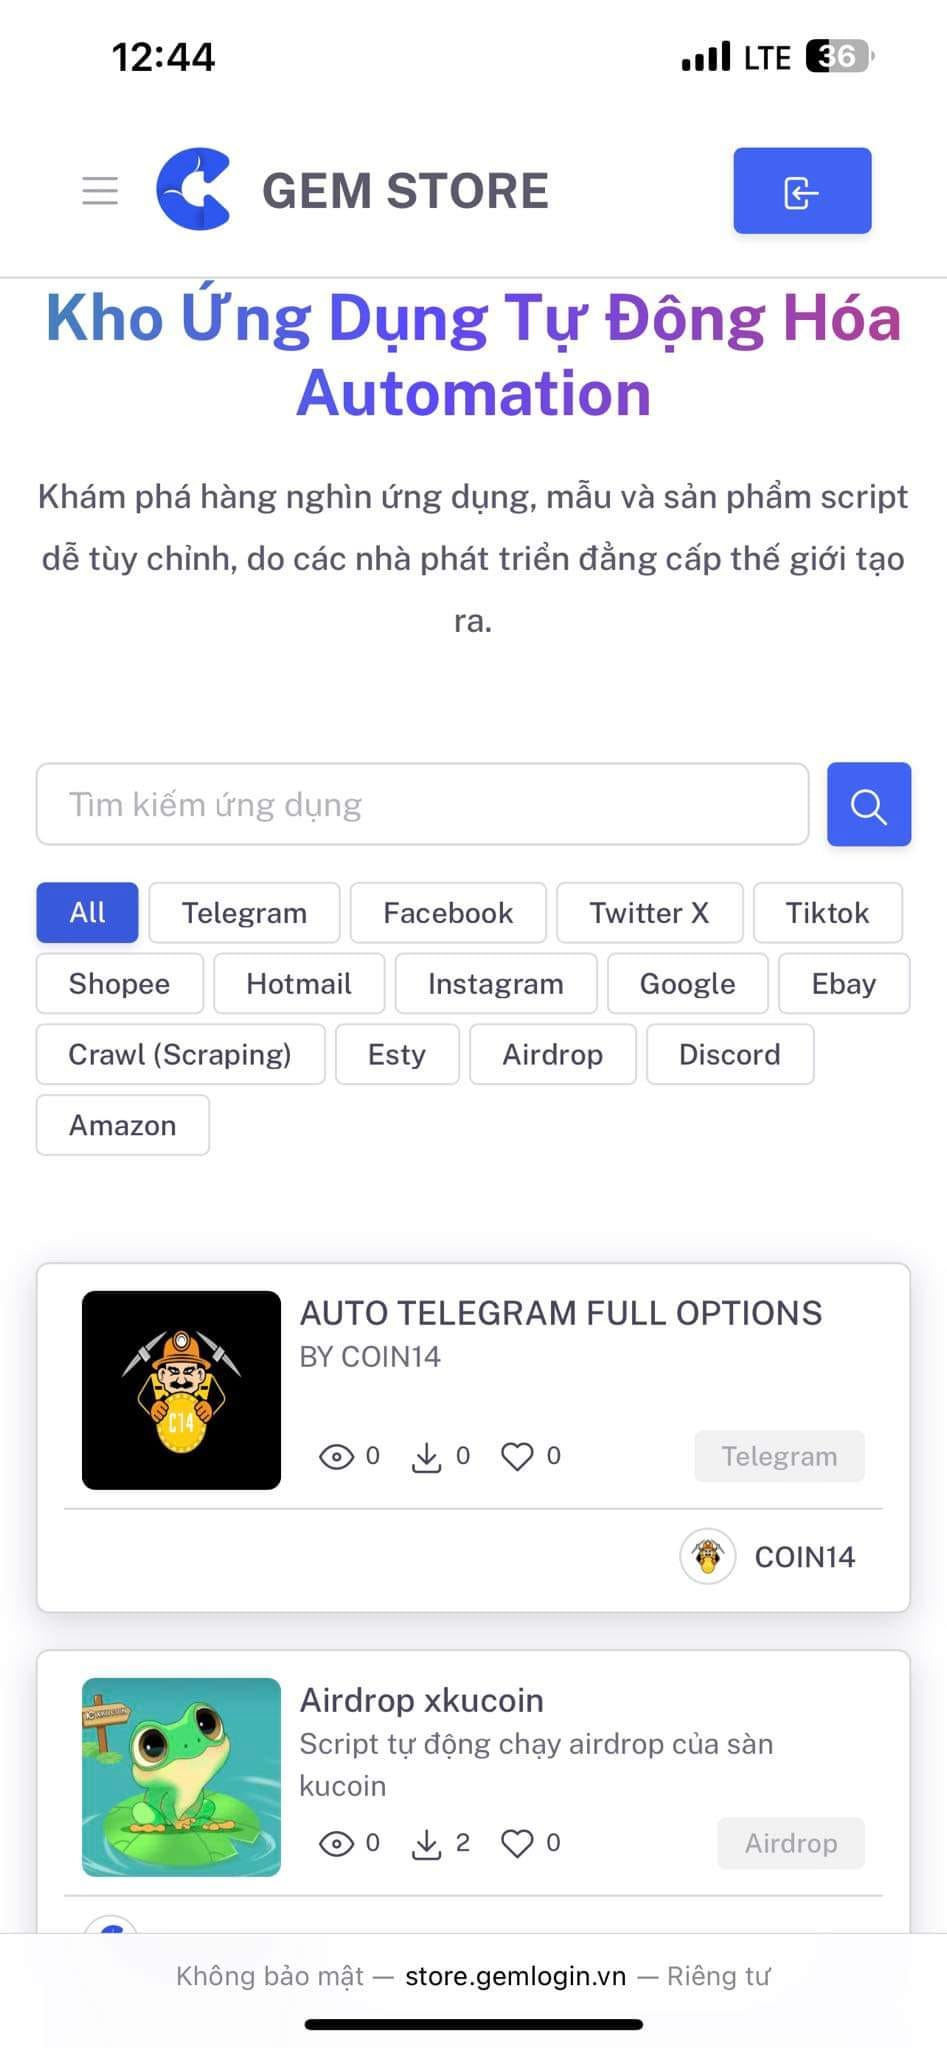 12:44
LTE 36
GEM STORE
Kho Ứng Dụng Tự Động Hóa
Automation
Khám phá hàng nghìn ứng dụng, mẫu và sản phẩm script
dễ tùy chỉnh, do các nhà phát triển đẳng cấp thế giới tạo
ra.
Tìm kiếm ứng dụng
All Telegram Facebook Twitter X Tiktok
Shopee Hotmail Instagram Google Ebay
Crawl (Scraping) Esty Airdrop Discord
Amazon
AUTO TELEGRAM FULL OPTIONS
BY COIN14
C14
0 0 0 Telegram
COIN14
Airdrop xkucoin
Script tự động chạy airdrop của sàn
kucoin
0 2 0 Airdrop
Không bảo mật — store.gemlogin.vn — Riêng tư